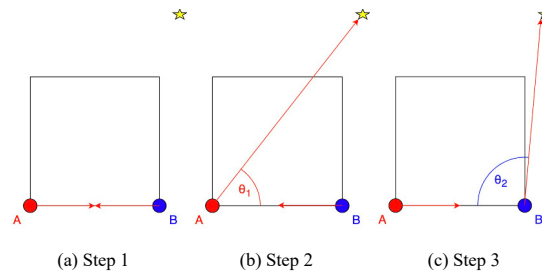 A B A θ1 B A θ2 B
(a) Step 1 (b) Step 2 (c) Step 3